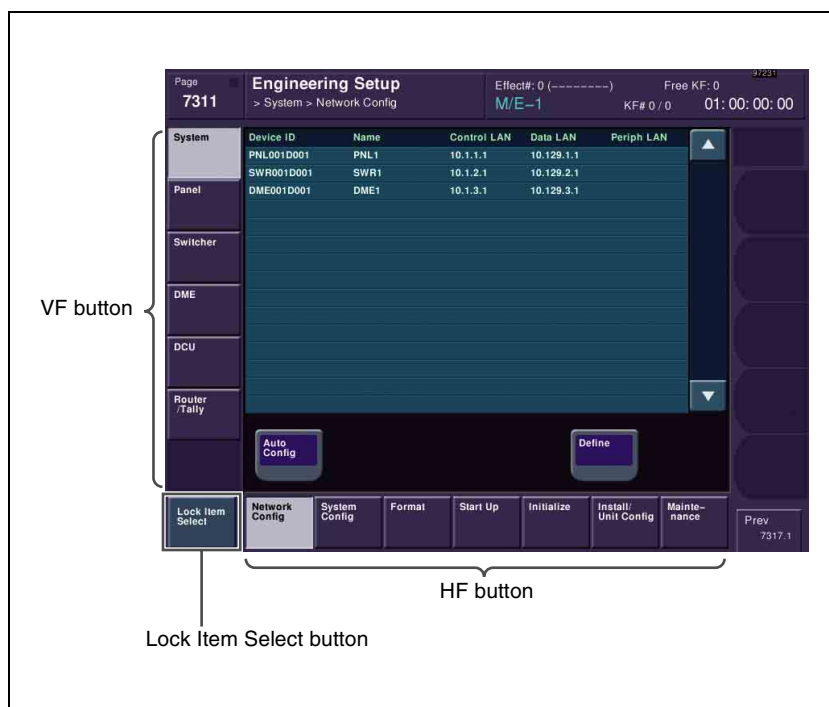 97231
Page
7311
Engineering Setup
> System > Network Config
Effect#: 0 (--------)
Free KF: 0
M/E-1
KF# 0 / 0
01: 00: 00: 00
System
Panel
Switcher
DME
DCU
Router
/Tally
VF button
Device ID Name Control LAN Data LAN Periph LAN
PNL001D001 PNL1 10.1.1.1 10.129.1.1
SWR001D001 SWR1 10.1.2.1 10.129.2.1
DME001D001 DME1 10.1.3.1 10.129.3.1
Auto
Config
Define
Lock Item
Select
Network
Config
System
Config
Format
Start Up
Initialize
Install/
Unit Config
Mainte-
nance
Prev
7317.1
HF button
Lock Item Select button